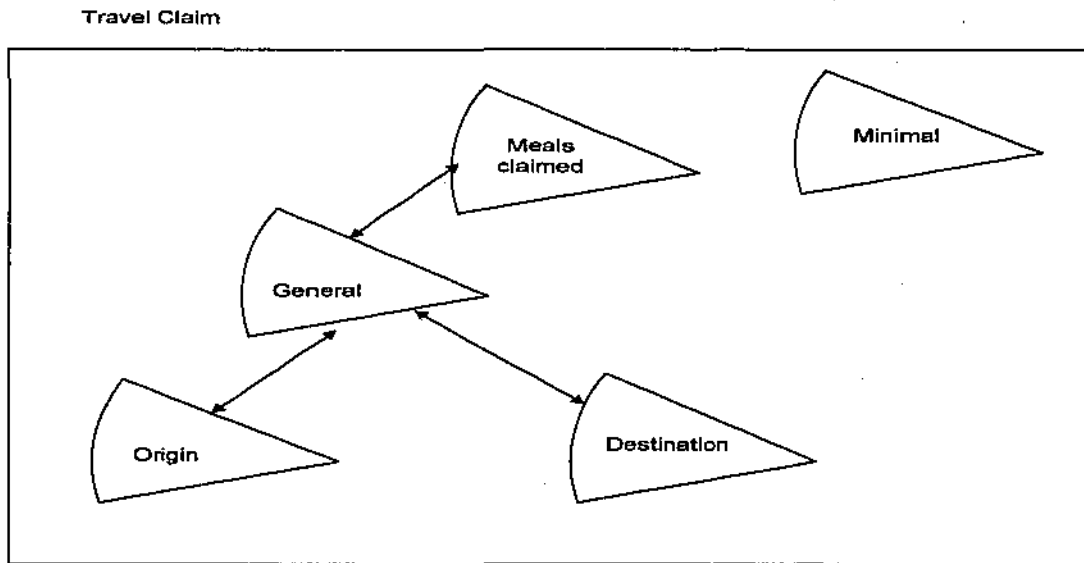 Travel Claim
Meals
claimed
Minimal
General
Origin
Destination